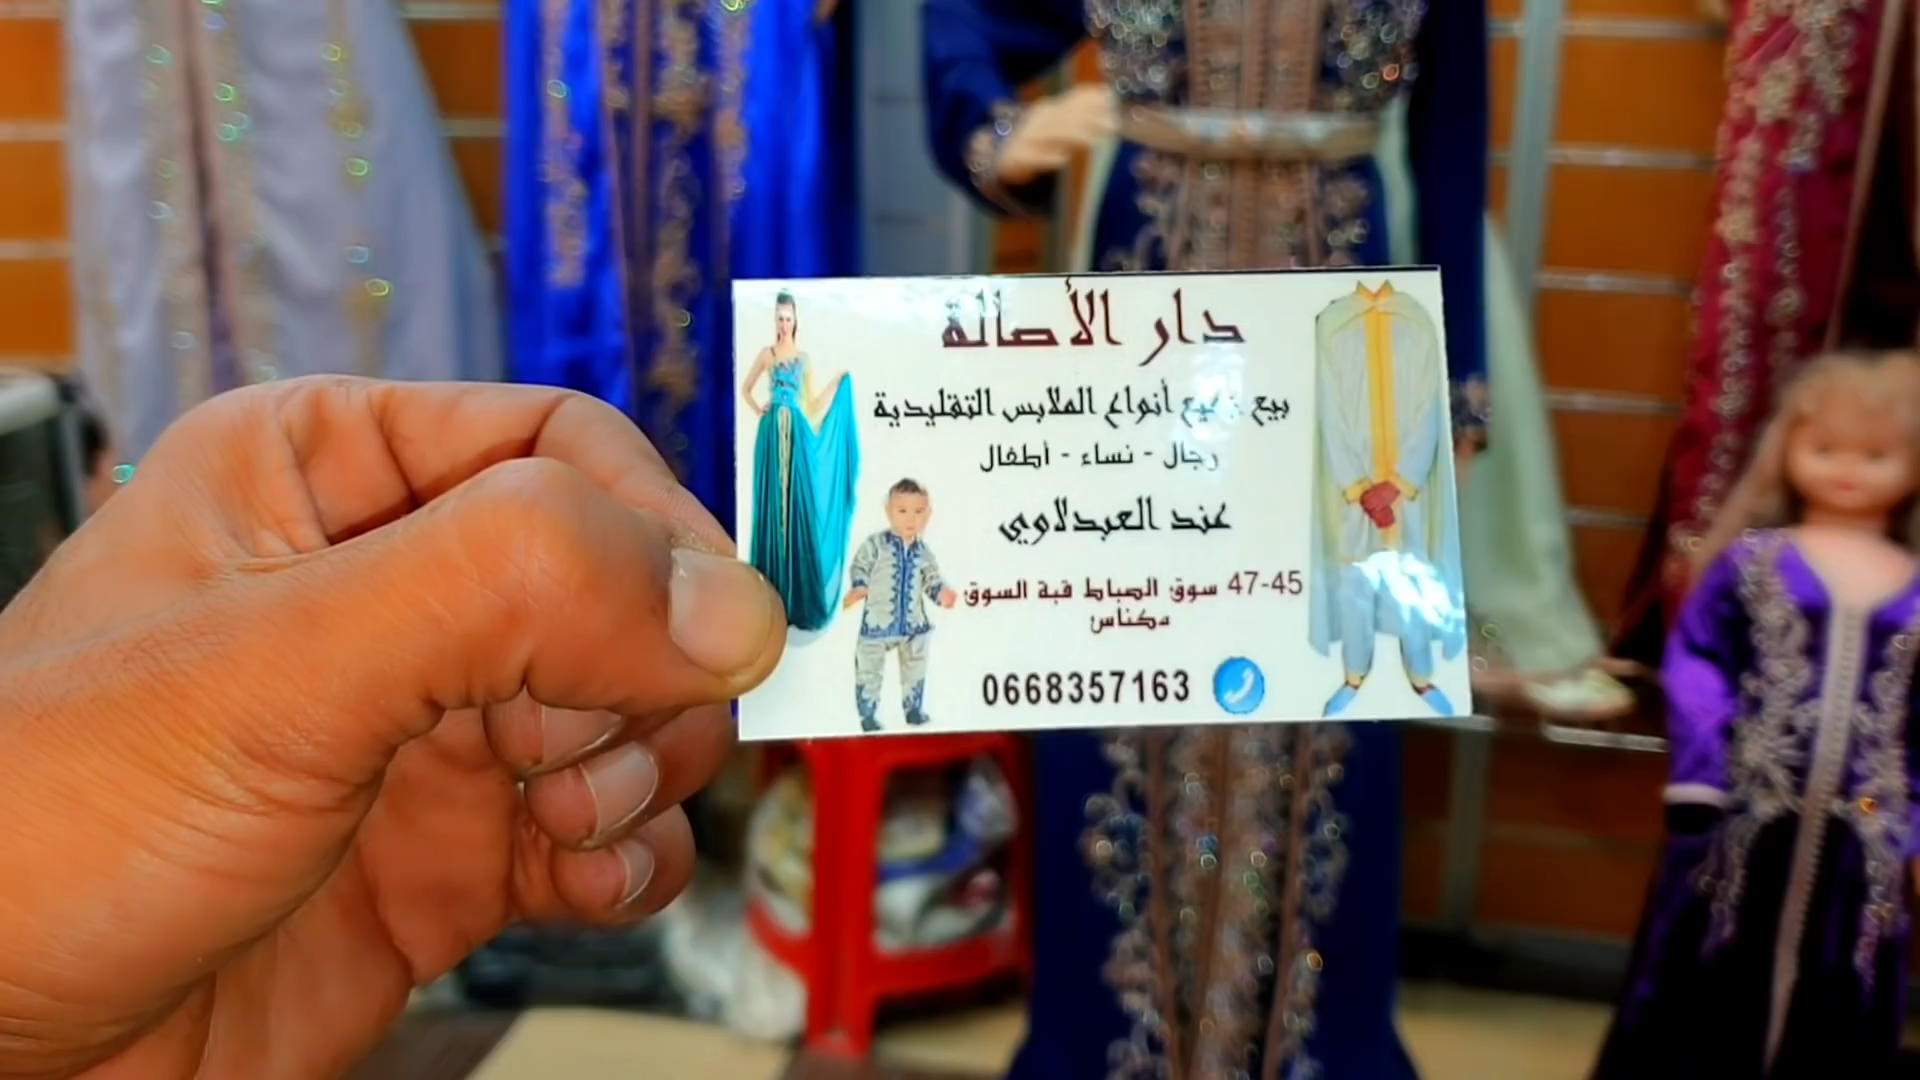 دار الأصالة
بيع جميع أنواع الملابس التقليدية
رجال - نساء - أطفال
عند العبدلاوي
47-45 سوق الصباط قبة السوق
مكناس
0668357163